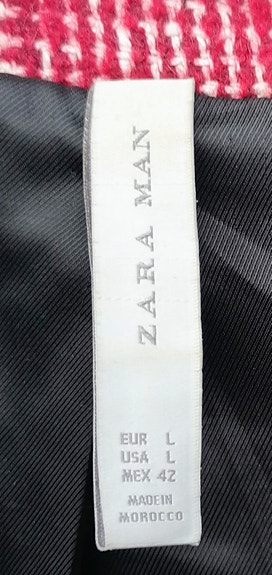 ZARA MAN
EUR L
USA L
MEX 42
MADE IN
MOROCCO